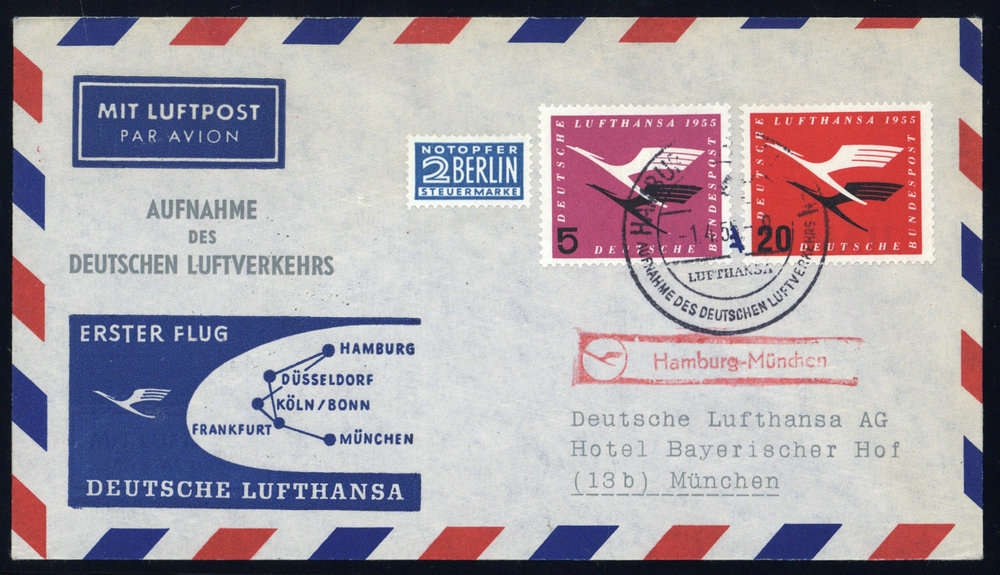 MIT LUFTPOST
PAR AVION
AUFNAHME
DES
DEUTSCHEN LUFTVERKEHRS
ERSTER FLUG
HAMBURG
DÜSSELDORF
KÖLN/BONN
FRANKFURT
MÜNCHEN
DEUTSCHE LUFTHANSA
NOTOPFER
2 BERLIN
STEUERMARKE
DEUTSCHE
LUFTHANSA 1955
BUNDESPOST
5
DEUTSCHE
DEUTSCHE
LUFTHANSA 1955
BUNDESPOST
20
DEUTSCHE
HAMBURG
LUFTHANSA
AUFNAHME DES DEUTSCHEN LUFTVERKEHRS
Hamburg-München
Deutsche Lufthansa AG
Hotel Bayerischer Hof
(13b) München